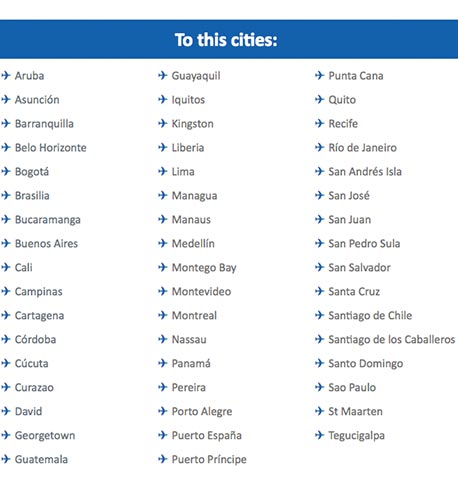 To this cities:
Aruba
Asunción
Barranquilla
Belo Horizonte
Bogotá
Brasilia
Bucaramanga
Buenos Aires
Cali
Campinas
Cartagena
Córdoba
Cúcuta
Curazao
David
Georgetown
Guatemala
Guayaquil
Iquitos
Kingston
Liberia
Lima
Managua
Manaus
Medellín
Montego Bay
Montevideo
Montreal
Nassau
Panamá
Pereira
Porto Alegre
Puerto España
Puerto Príncipe
Punta Cana
Quito
Recife
Río de Janeiro
San Andrés Isla
San José
San Juan
San Pedro Sula
San Salvador
Santa Cruz
Santiago de Chile
Santiago de los Caballeros
Santo Domingo
Sao Paulo
St Maarten
Tegucigalpa